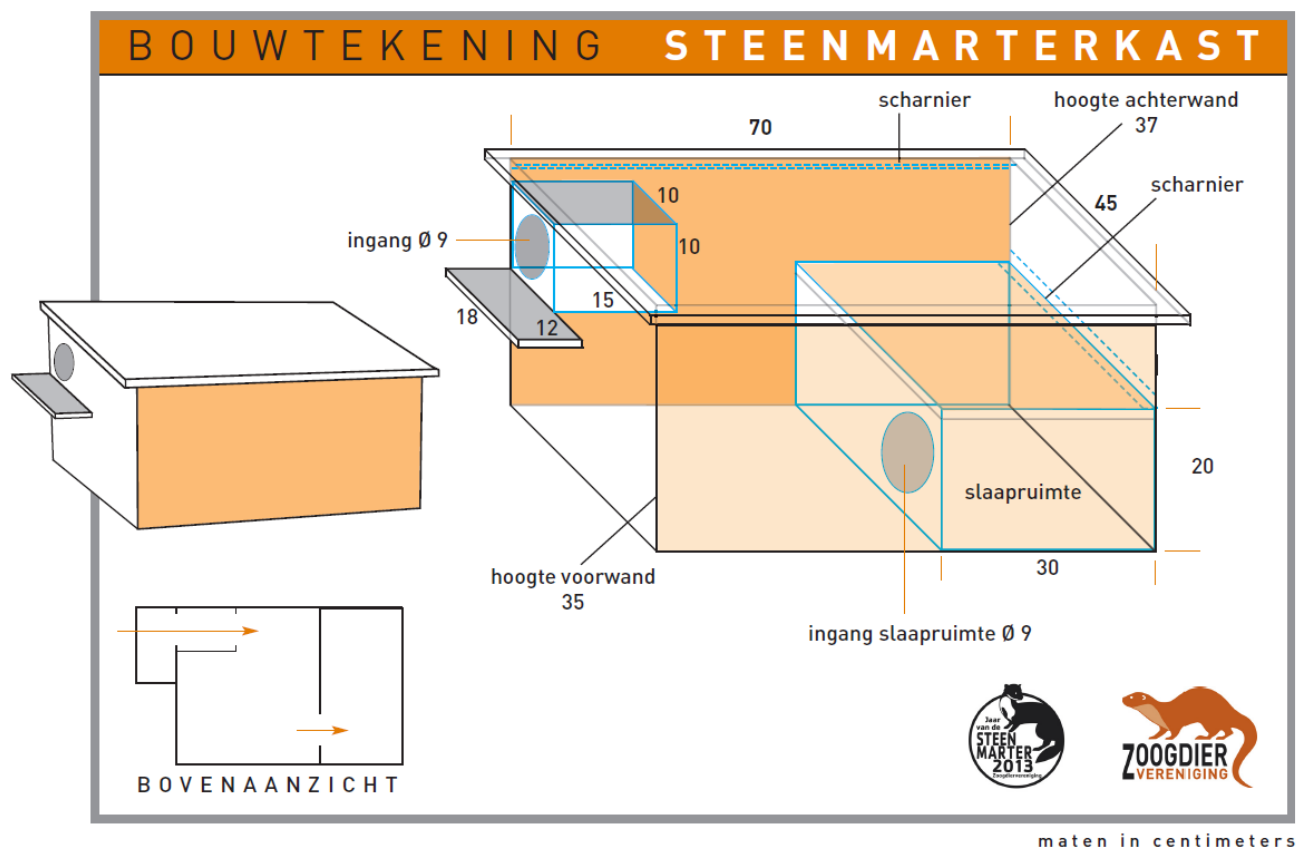 BOUWTEKENING STEENMARTERKAST
scharnier
hoogte achterwand
37
70
scharnier
45
10
10
ingang Ø 9
15
18
12
20
slaapruimte
30
hoogte voorwand
35
ingang slaapruimte Ø 9
BOVENAANZICHT
Jaar
van de
STEEN
MARTER
2013
Zoogdiervereniging
ZOOGDIER
VERENIGING
maten in centimeters